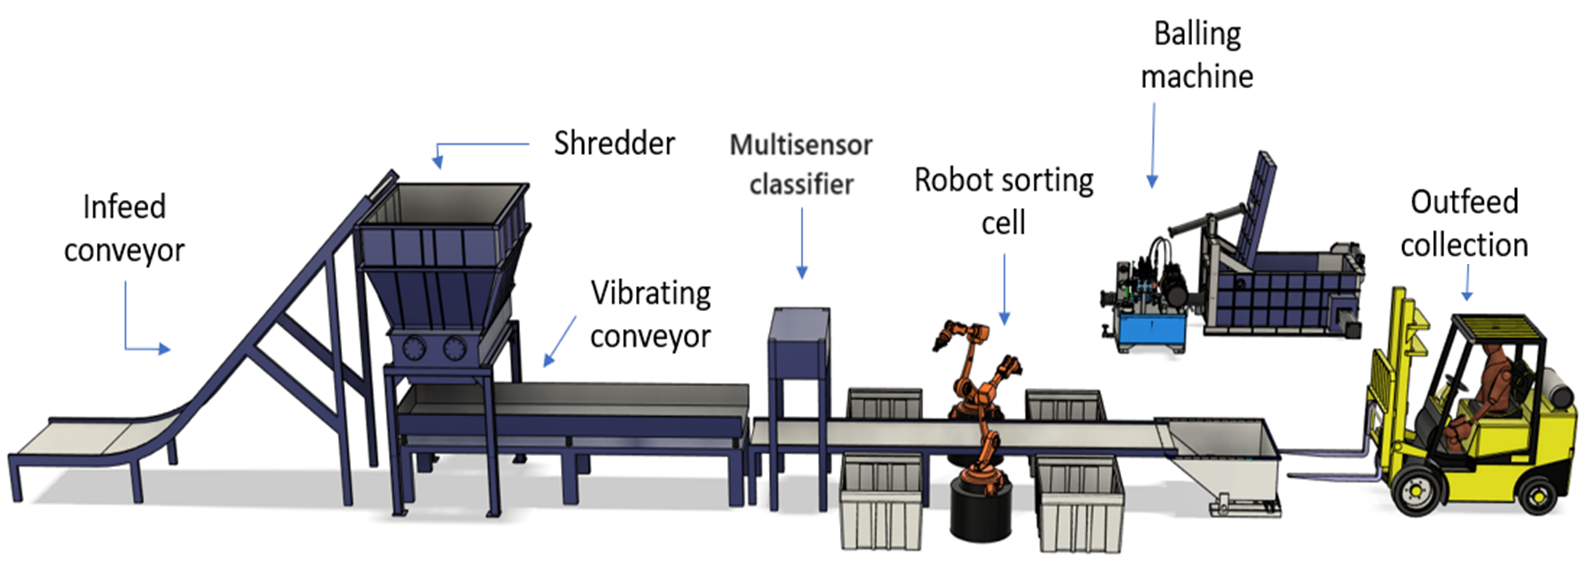 Infeed
conveyor
Shredder
Vibrating
conveyor
Multisensor
classifier
Robot sorting
cell
Balling
machine
Outfeed
collection